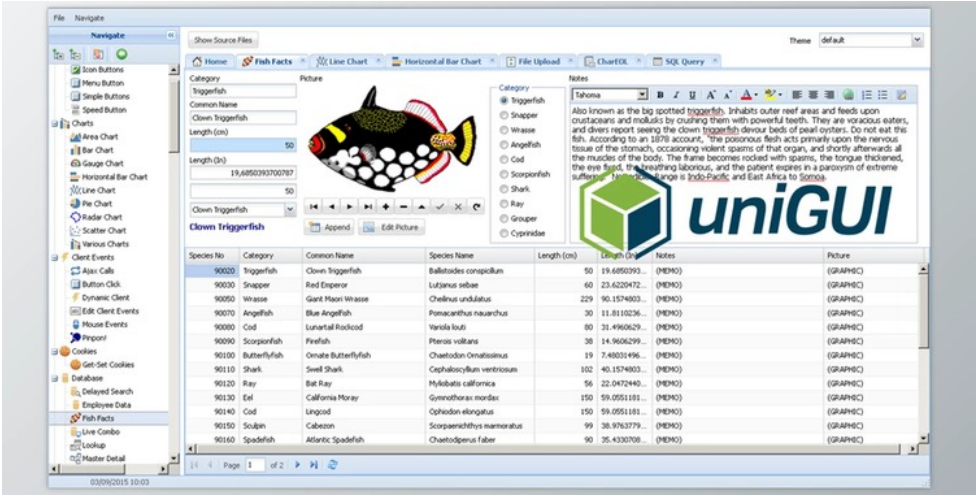 File Navigate
Navigate
Icon Buttons
Menu Button
Simple Buttons
Speed Button
Charts
Area Chart
Bar Chart
Gauge Chart
Horizontal Bar Chart
Line Chart
Pie Chart
Radar Chart
Scatter Chart
Various Charts
Client Events
Ajax Calls
Button Click
Dynamic Client
Edit Client Events
Mouse Events
Pinpon!
Cookies
Get-Set Cookies
Database
Delayed Search
Employee Data
Fish Facts
Live Combo
Lookup
Master Detail
03/09/2015 10:03
Show Source Files
Theme default
Home Fish Facts Line Chart Horizontal Bar Chart File Upload CharEOL SQL Query
Category
Triggerfish
Common Name
Clown Triggerfish
Length (cm)
50
Length (In)
19,6850393700787
50
Clown Triggerfish
Clown Triggerfish
Picture
Append Edit Picture
Category
Triggerfish
Snapper
Wrasse
Angelfish
Cod
Scorpionfish
Shark
Ray
Grouper
Cyprinidae
Notes
Tahoma B I U A A A
Also known as the big spotted triggerfish. Inhabits outer reef areas and feeds upon
crustaceans and mollusks by crushing them with powerful teeth. They are voracious eaters,
and divers report seeing the clown triggerfish devour beds of pearl oysters. Do not eat this
fish. According to an 1878 account, "the poisonous flesh acts primarily upon the nervous
tissue of the stomach, occasioning violent spasms of that organ, and shortly afterwards all
the muscles of the body. The frame becomes rocked with spasms, the tongue thickened,
the eye fixed, the breathing laborious, and the patient expires in a paroxysm of extreme
suffering." Range is Indo-Pacific and East Africa to Somoa.
uniGUI
Species No Category Common Name Species Name Length (cm) Length (In) Notes Picture
90020 Triggerfish Clown Triggerfish Ballistoides conspicillum 50 19.6850393... (MEMO) (GRAPHIC)
90030 Snapper Red Emperor Lutjanus sebae 60 23.6220472... (MEMO) (GRAPHIC)
90050 Wrasse Giant Maori Wrasse Cheilinus undulatus 229 90.1574803... (MEMO) (GRAPHIC)
90070 Angelfish Blue Angelfish Pomacanthus nauarchus 30 11.8110236... (MEMO) (GRAPHIC)
90080 Cod Lunartail Rockcod Variola louti 80 31.4960629... (MEMO) (GRAPHIC)
90090 Scorpionfish Firefish Pterois volitans 38 14.9606299... (MEMO) (GRAPHIC)
90100 Butterflyfish Ornate Butterflyfish Chaetodon Ornatissimus 19 7.48031496... (MEMO) (GRAPHIC)
90110 Shark Swell Shark Cephaloscyllium ventriosum 102 40.1574803... (MEMO) (GRAPHIC)
90120 Ray Bat Ray Myliobatis californica 56 22.0472440... (MEMO) (GRAPHIC)
90130 Eel California Moray Gymnothorax mordax 150 59.0551181... (MEMO) (GRAPHIC)
90140 Cod Lingcod Ophiodon elongatus 150 59.0551181... (MEMO) (GRAPHIC)
90150 Sculpin Cabezon Scorpaenichthys marmoratus 99 38.9763779... (MEMO) (GRAPHIC)
90160 Spadefish Atlantic Spadefish Chaetodiperus faber 90 35.4330708... (MEMO) (GRAPHIC)
Page 1 of 2